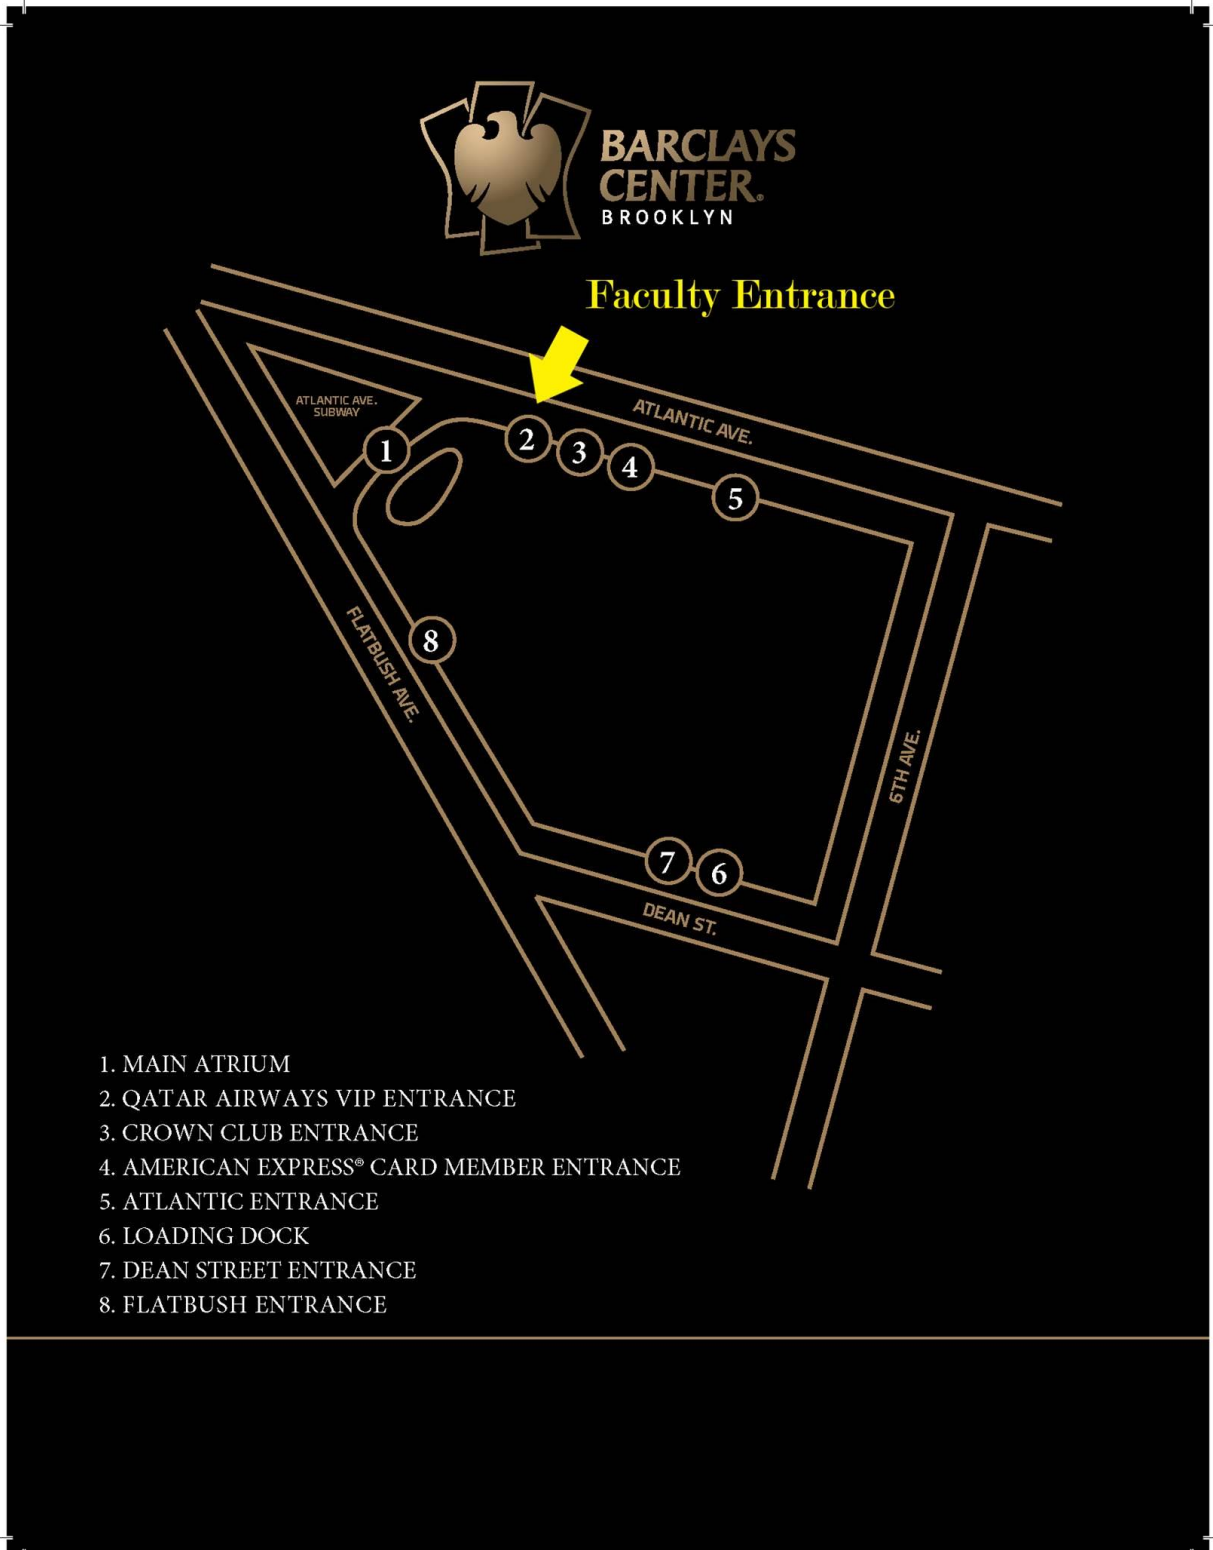 BARCLAYS
CENTER®
BROOKLYN
Faculty Entrance
ATLANTIC AVE.
SUBWAY
ATLANTIC AVE.
1
2
3
4
5
FLATBUSH AVE.
8
6TH AVE.
7
6
DEAN ST.
1. MAIN ATRIUM
2. QATAR AIRWAYS VIP ENTRANCE
3. CROWN CLUB ENTRANCE
4. AMERICAN EXPRESS® CARD MEMBER ENTRANCE
5. ATLANTIC ENTRANCE
6. LOADING DOCK
7. DEAN STREET ENTRANCE
8. FLATBUSH ENTRANCE